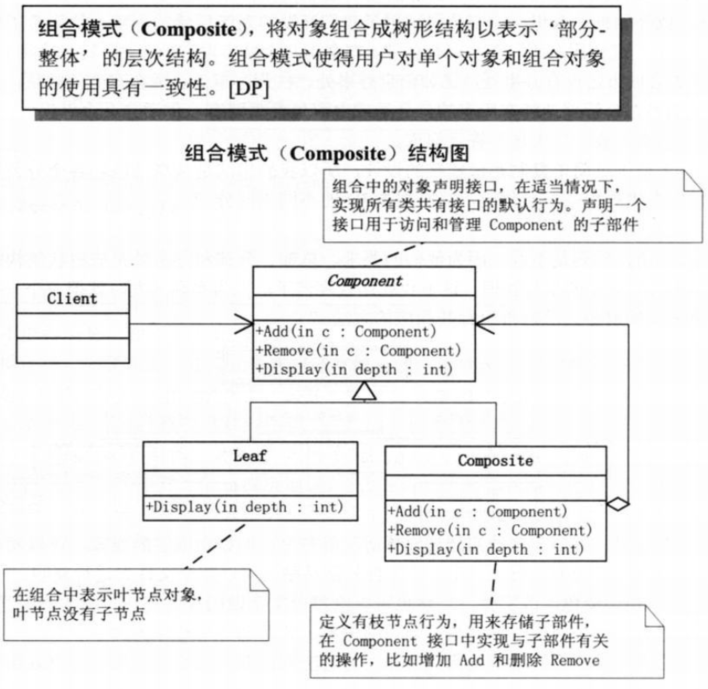 组合模式（Composite），将对象组合成树形结构以表示‘部分-
整体’的层次结构。组合模式使得用户对单个对象和组合对象
的使用具有一致性。[DP]
组合模式（Composite）结构图
组合中的对象声明接口，在适当情况下，
实现所有类共有接口的默认行为。声明一个
接口用于访问和管理 Component 的子部件
Client
Component
+Add(in c : Component)
+Remove(in c : Component)
+Display(in depth : int)
Leaf
+Display(in depth : int)
Composite
+Add(in c : Component)
+Remove(in c : Component)
+Display(in depth : int)
在组合中表示叶节点对象，
叶节点没有子节点
定义有枝节点行为，用来存储子部件，
在 Component 接口中实现与子部件有关
的操作，比如增加 Add 和删除 Remove